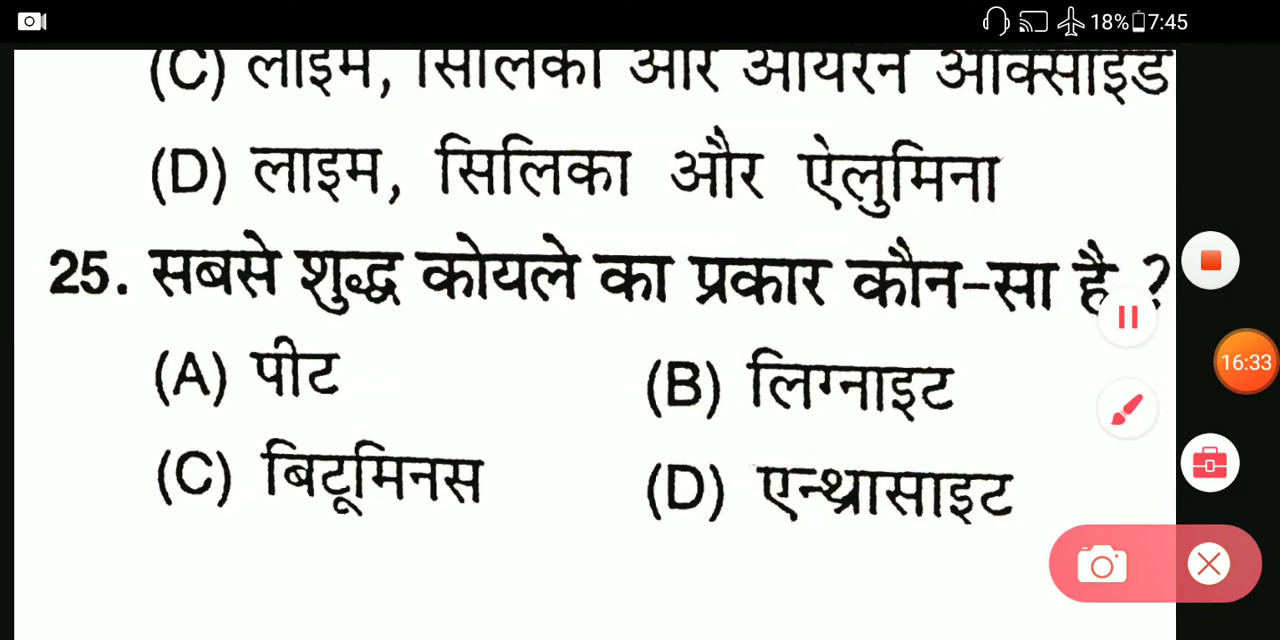 18% 7:45
(C) लाइम, सिलिका और आयरन ऑक्साइड
(D) लाइम, सिलिका और ऐलुमिना
25. सबसे शुद्ध कोयले का प्रकार कौन-सा है ?
(A) पीट (B) लिग्नाइट
16:33
(C) बिटूमिनस (D) एन्थ्रासाइट